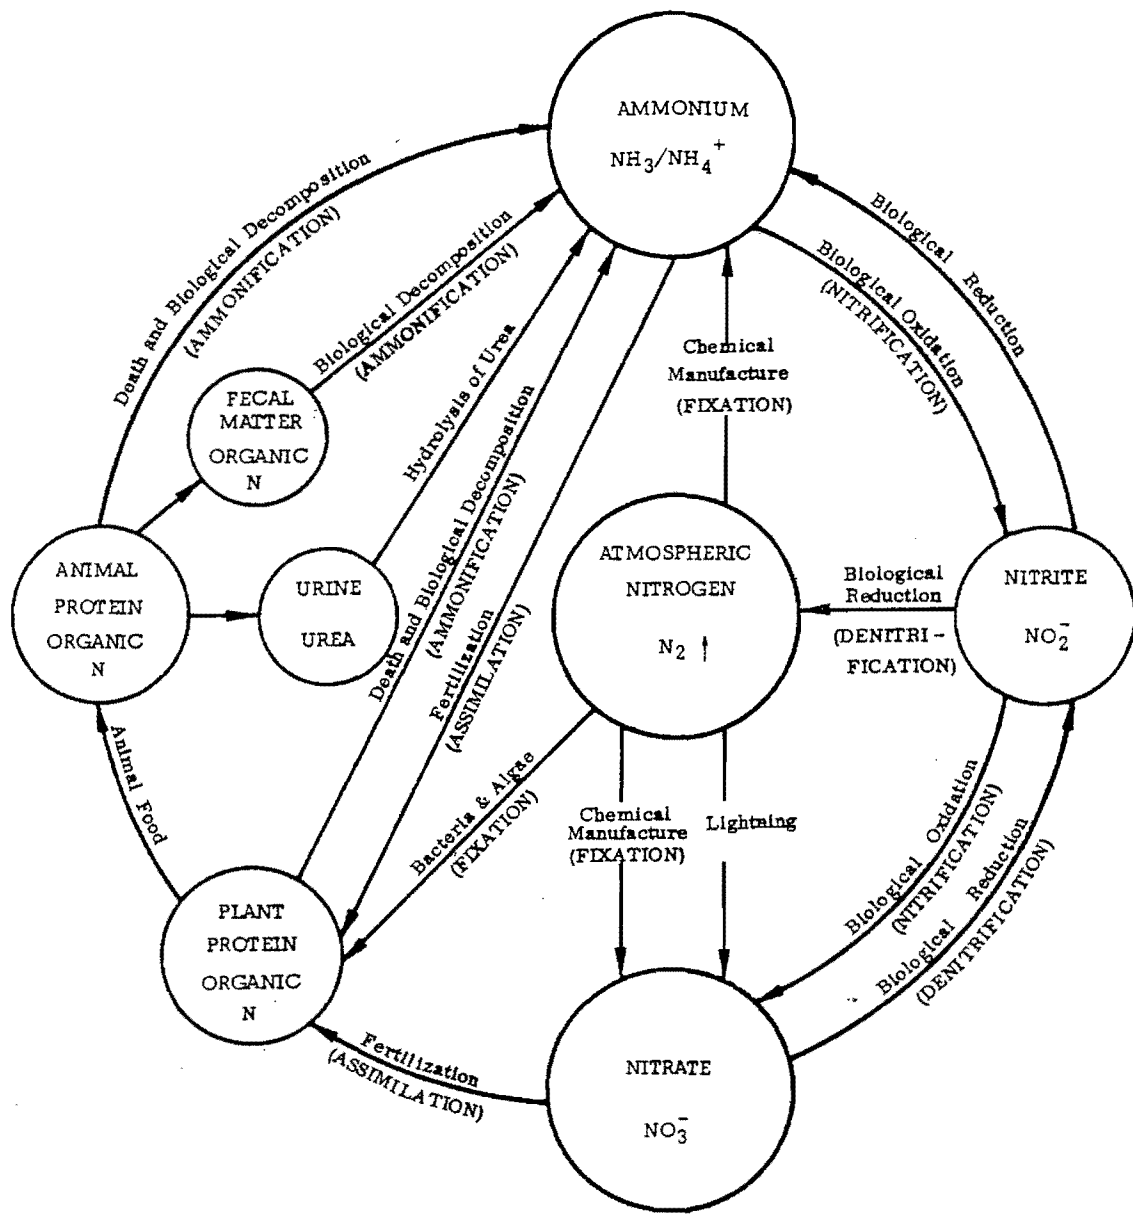 AMMONIUM
NH₃/NH₄⁺
Death and Biological Decomposition
(AMMONIFICATION)
Biological Decomposition
(AMMONIFICATION)
Hydrolysis of Urea
Death and Biological Decomposition
(AMMONIFICATION)
Fertilization
(ASSIMILATION)
Chemical
Manufacture
(FIXATION)
Biological Oxidation
(NITRIFICATION)
Biological Reduction
FECAL
MATTER
ORGANIC
N
ANIMAL
PROTEIN
ORGANIC
N
URINE
UREA
ATMOSPHERIC
NITROGEN
N₂ ↑
Biological
Reduction
(DENITRI-
FICATION)
NITRITE
NO₂⁻
Animal Food
Bacteria & Algae
(FIXATION)
Chemical
Manufacture
(FIXATION)
Lightning
Biological Oxidation
(NITRIFICATION)
Biological Reduction
(DENITRIFICATION)
PLANT
PROTEIN
ORGANIC
N
Fertilization
(ASSIMILATION)
NITRATE
NO₃⁻